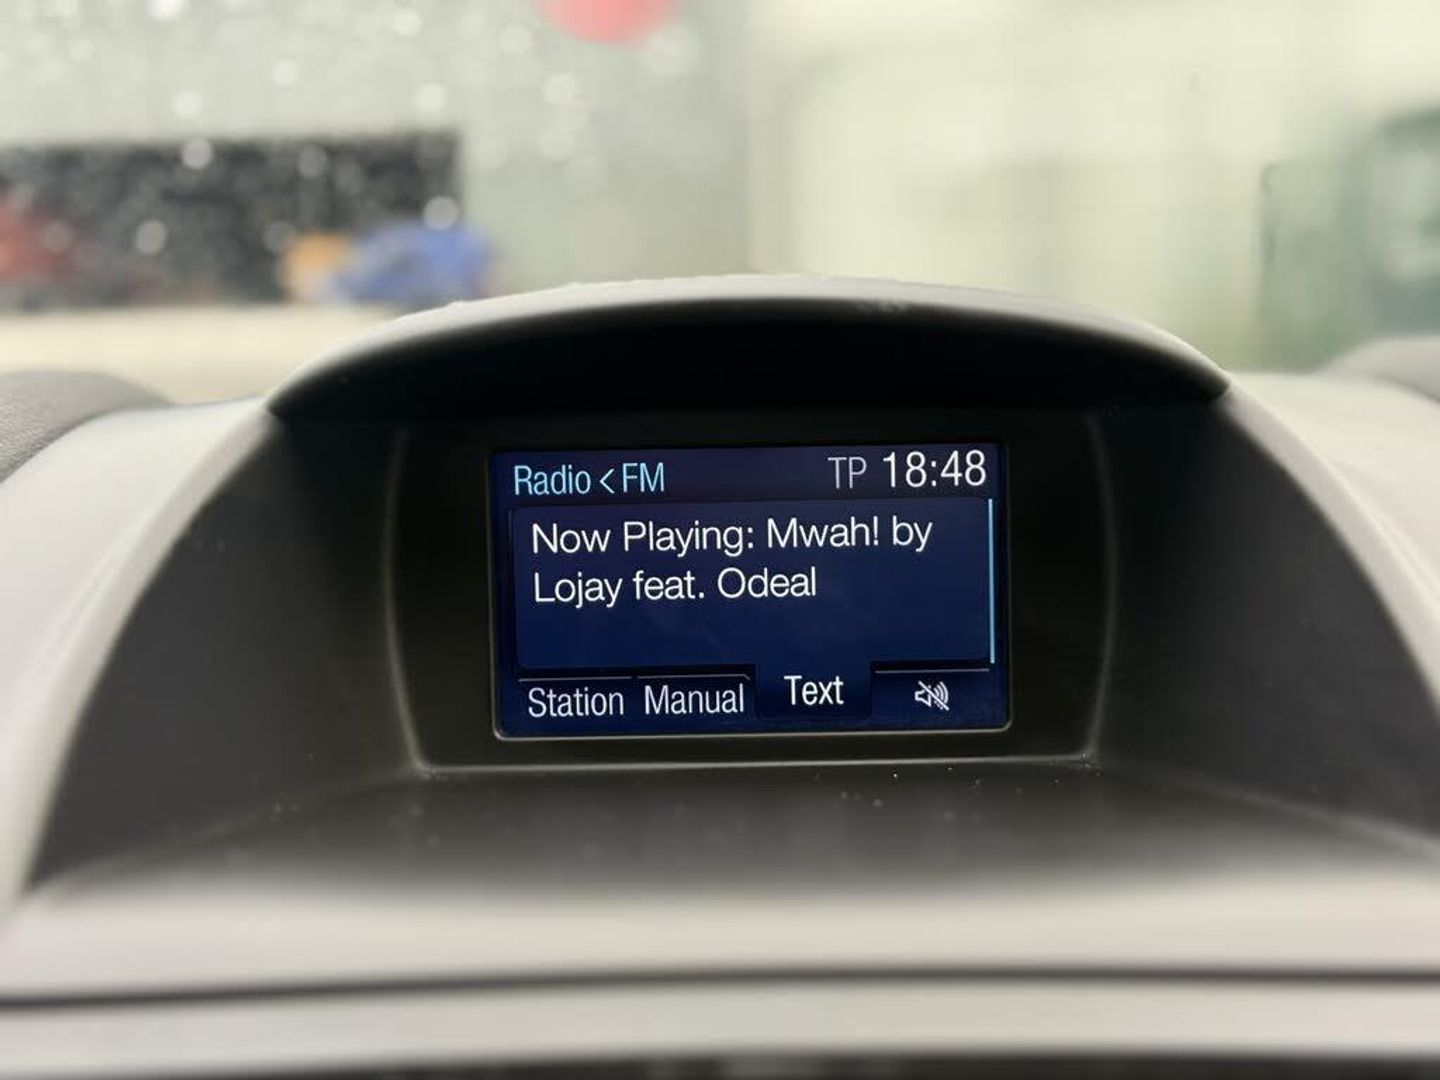 Radio < FM TP 18:48
Now Playing: Mwah! by
Lojay feat. Odeal
Station Manual Text